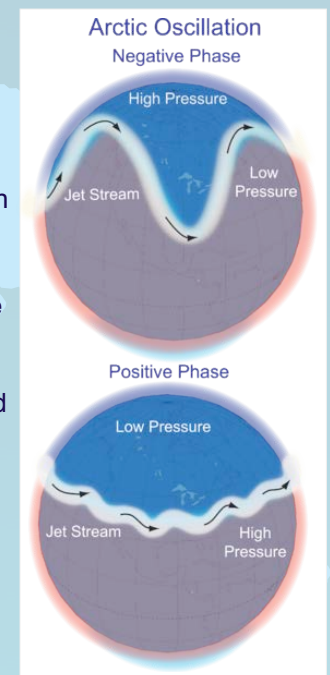 Arctic Oscillation
Negative Phase
High Pressure
Jet Stream
Low
Pressure
Positive Phase
Low Pressure
Jet Stream
High
Pressure